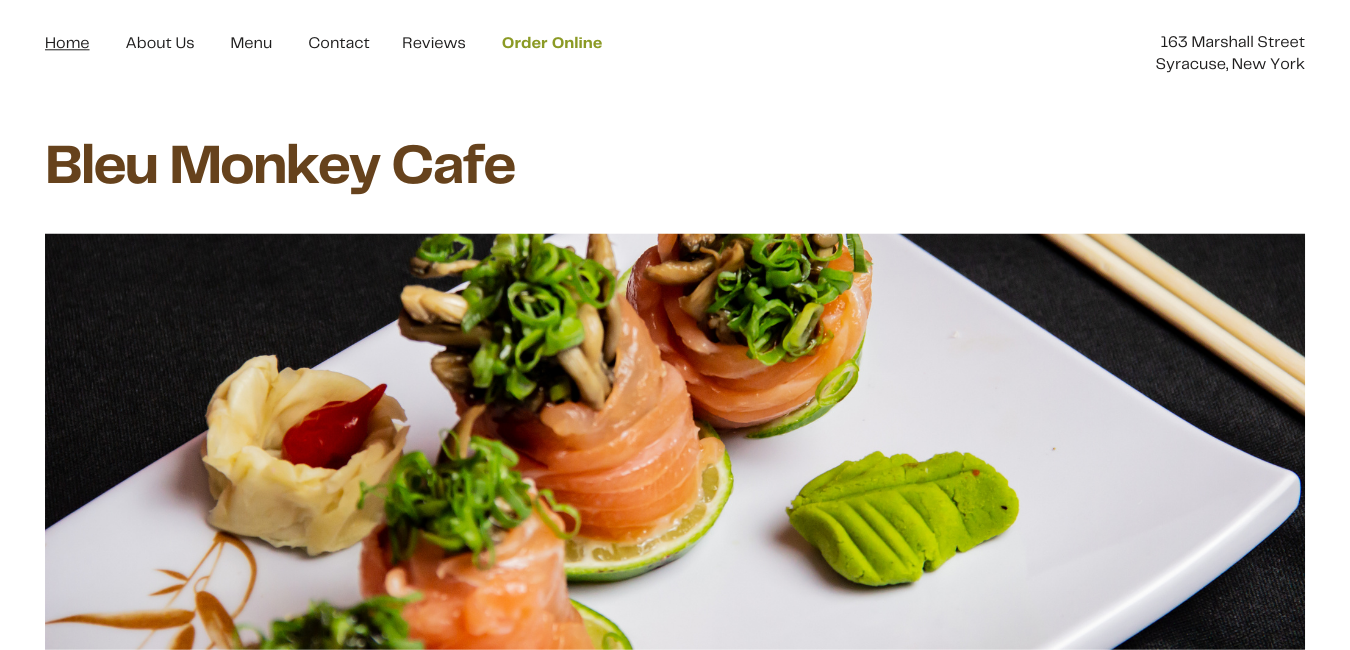 Home About Us Menu Contact Reviews Order Online
163 Marshall Street
Syracuse, New York
Bleu Monkey Cafe